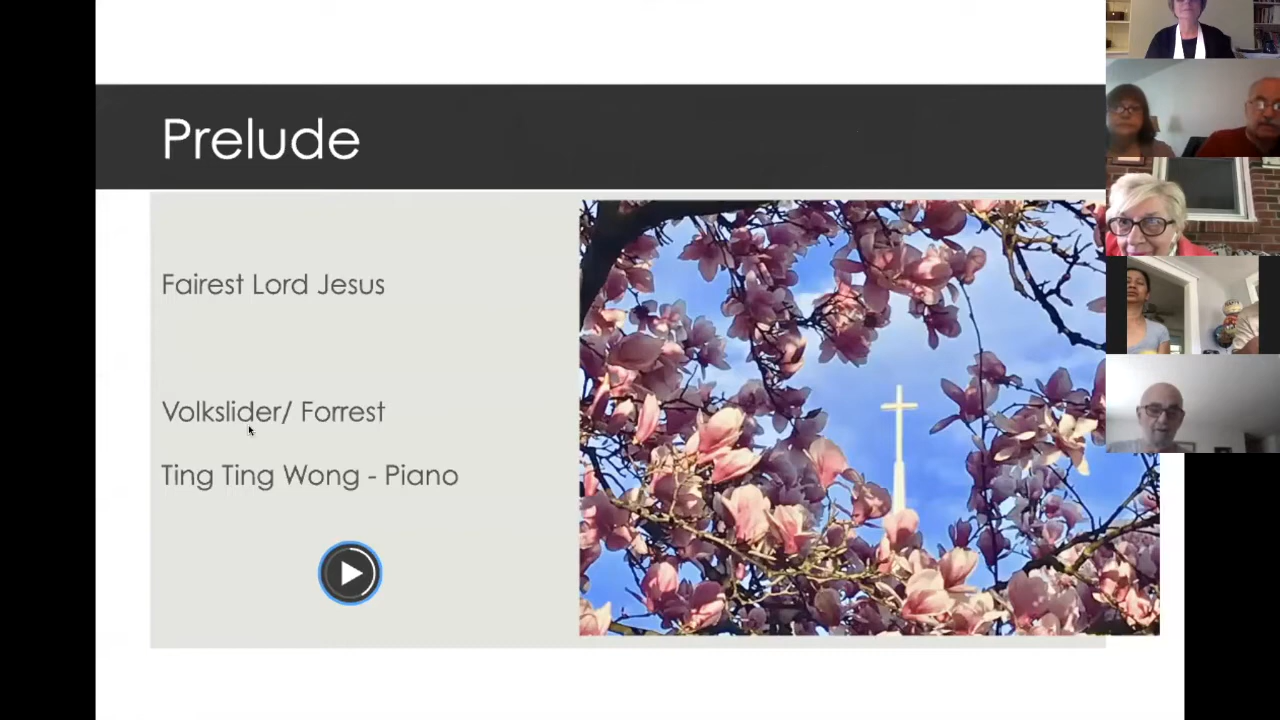 Prelude
Fairest Lord Jesus
Volkslider/ Forrest
Ting Ting Wong - Piano